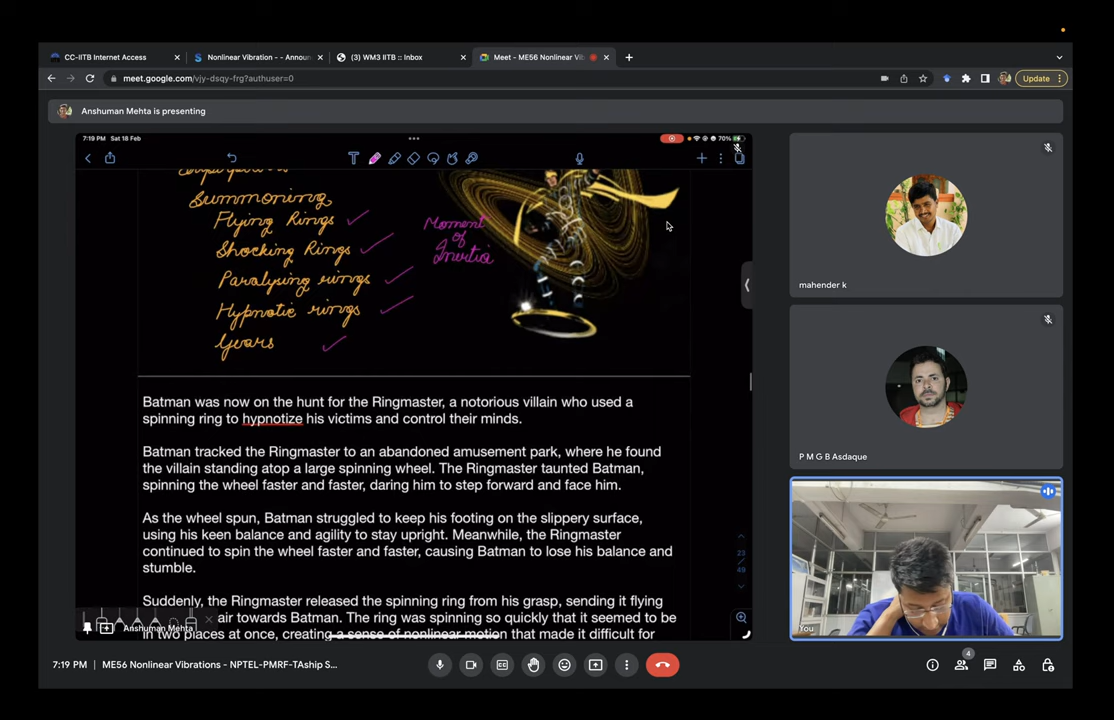 CC-IITB Internet Access
Nonlinear Vibration - - Announ
(3) WM3 IITB :: Inbox
Meet - ME56 Nonlinear Vib
meet.google.com/vjy-dsqy-frg?authuser=0
Update
Anshuman Mehta is presenting
7:19 PM Sat 18 Feb
70%
Summoning
Flying Rings
Shocking Rings
Paralysing rings
Hypnotic rings
Gears
Moment
of
Inertia
Batman was now on the hunt for the Ringmaster, a notorious villain who used a
spinning ring to hypnotize his victims and control their minds.
Batman tracked the Ringmaster to an abandoned amusement park, where he found
the villain standing atop a large spinning wheel. The Ringmaster taunted Batman,
spinning the wheel faster and faster, daring him to step forward and face him.
As the wheel spun, Batman struggled to keep his footing on the slippery surface,
using his keen balance and agility to stay upright. Meanwhile, the Ringmaster
continued to spin the wheel faster and faster, causing Batman to lose his balance and
stumble.
Suddenly, the Ringmaster released the spinning ring from his grasp, sending it flying
air towards Batman. The ring was spinning so quickly that it seemed to be
in two places at once, creating a sense of nonlinear motion that made it difficult for
23
/
49
Anshuman Mehta
mahender k
P M G B Asdaque
You
7:19 PM | ME56 Nonlinear Vibrations - NPTEL-PMRF-TAship S...
4